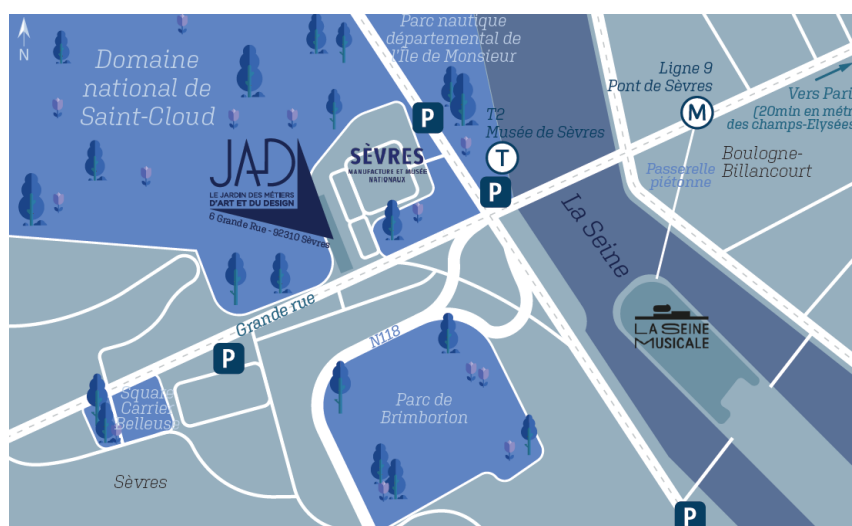 N
Domaine
national de
Saint-Cloud
Parc nautique
départemental de
l'Île de Monsieur
Ligne 9
Pont de Sèvres
M
Vers Pari
(20min en métr
des champs-Elysées
T2
Musée de Sèvres
T
P
P
JAD
LE JARDIN DES MÉTIERS
D'ART ET DU DESIGN
6 Grande Rue - 92310 Sèvres
SÈVRES
MANUFACTURE ET MUSÉE
NATIONAUX
Passerelle
piétonne
Boulogne-
Billancourt
La Seine
Grande rue
N118
P
LA SEINE
MUSICALE
Square
Carrier
Belleuse
Parc de
Brimborion
Sèvres
P